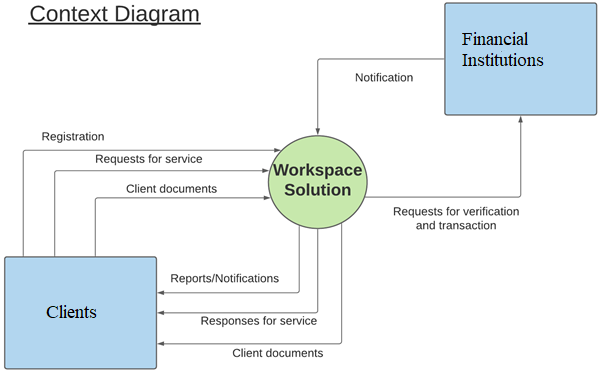 Context Diagram
Financial
Institutions
Notification
Registration
Requests for service
Client documents
Workspace
Solution
Requests for verification
and transaction
Clients
Reports/Notifications
Responses for service
Client documents